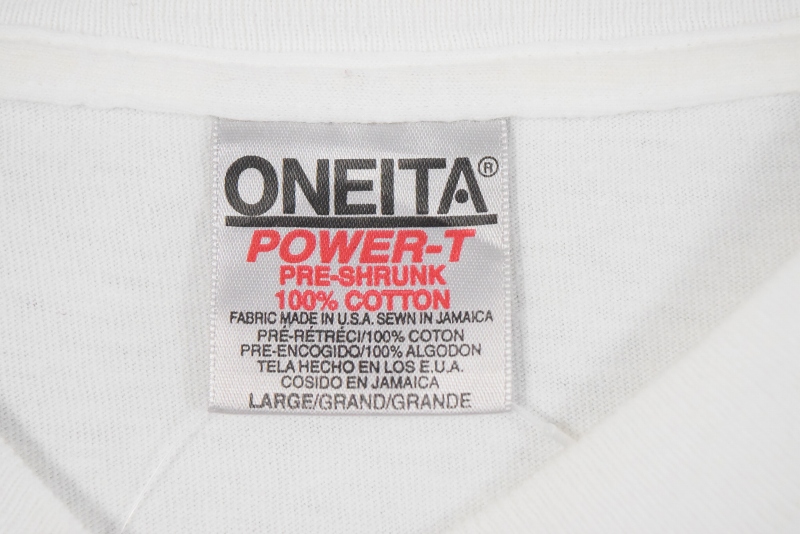 ONEITA®
POWER-T
PRE-SHRUNK
100% COTTON
FABRIC MADE IN U.S.A. SEWN IN JAMAICA
PRÉ-RÉTRÉCI/100% COTON
PRE-ENCOGIDO/100% ALGODON
TELA HECHO EN LOS E.U.A.
COSIDO EN JAMAICA
LARGE/GRAND/GRANDE